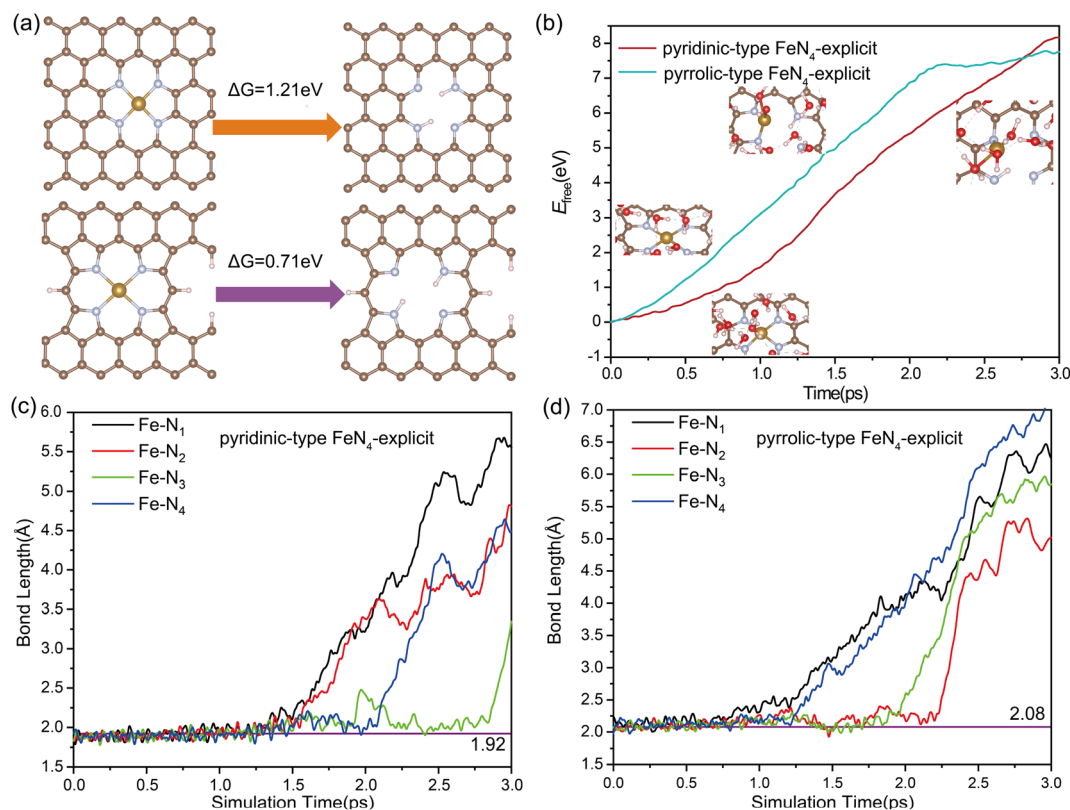 (a)
ΔG=1.21eV
ΔG=0.71eV
(b)
pyridinic-type FeN4-explicit
pyrrolic-type FeN4-explicit
Efree(eV)
8
7
6
5
4
3
2
1
0
-1
0.0 0.5 1.0 1.5 2.0 2.5 3.0
Time(ps)
(c)
Fe-N1
Fe-N2
Fe-N3
Fe-N4
pyridinic-type FeN4-explicit
Bond Length(Å)
6.0
5.5
5.0
4.5
4.0
3.5
3.0
2.5
2.0
1.5
1.92
0.0 0.5 1.0 1.5 2.0 2.5 3.0
Simulation Time(ps)
(d)
Fe-N1
Fe-N2
Fe-N3
Fe-N4
pyrrolic-type FeN4-explicit
Bond Length(Å)
7.0
6.5
6.0
5.5
5.0
4.5
4.0
3.5
3.0
2.5
2.0
1.5
2.08
0.0 0.5 1.0 1.5 2.0 2.5 3.0
Simulation Time(ps)